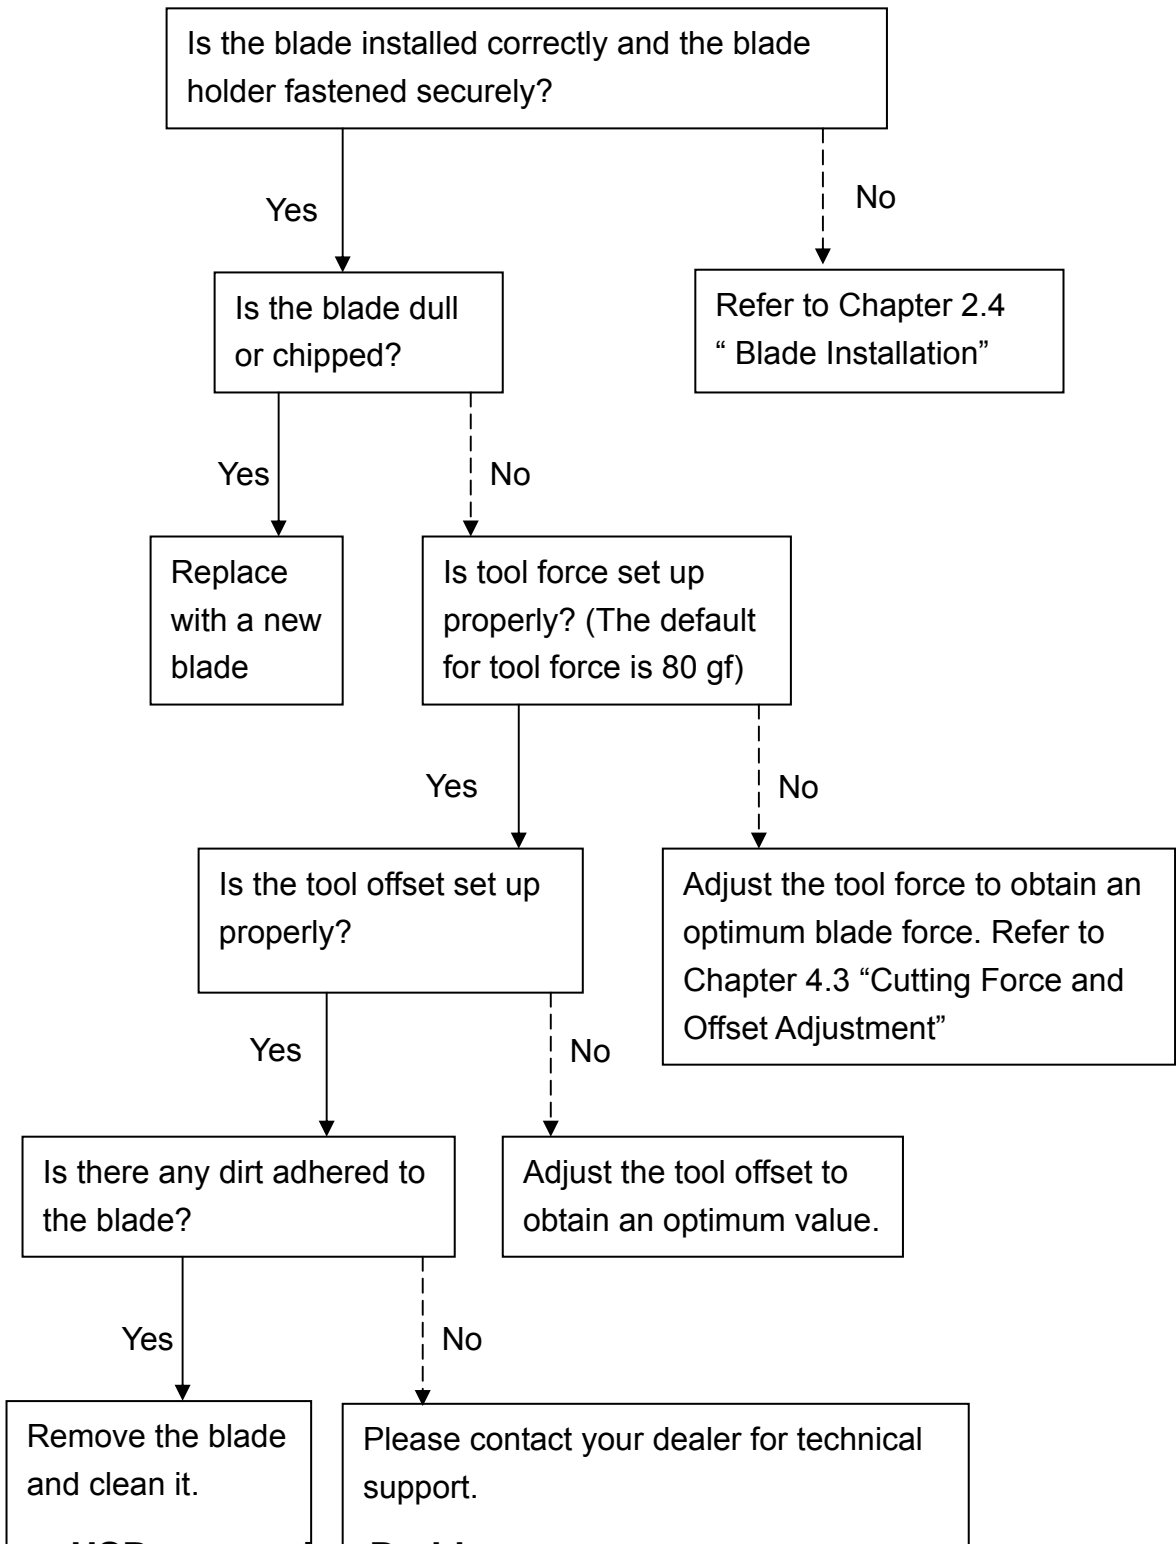 Is the blade installed correctly and the blade
holder fastened securely?
Yes
No
Is the blade dull
or chipped?
Refer to Chapter 2.4
“ Blade Installation”
Yes
No
Replace
with a new
blade
Is tool force set up
properly? (The default
for tool force is 80 gf)
Yes
No
Is the tool offset set up
properly?
Adjust the tool force to obtain an
optimum blade force. Refer to
Chapter 4.3 “Cutting Force and
Offset Adjustment”
Yes
No
Is there any dirt adhered to
the blade?
Adjust the tool offset to
obtain an optimum value.
Yes
No
Remove the blade
and clean it.
Please contact your dealer for technical
support.